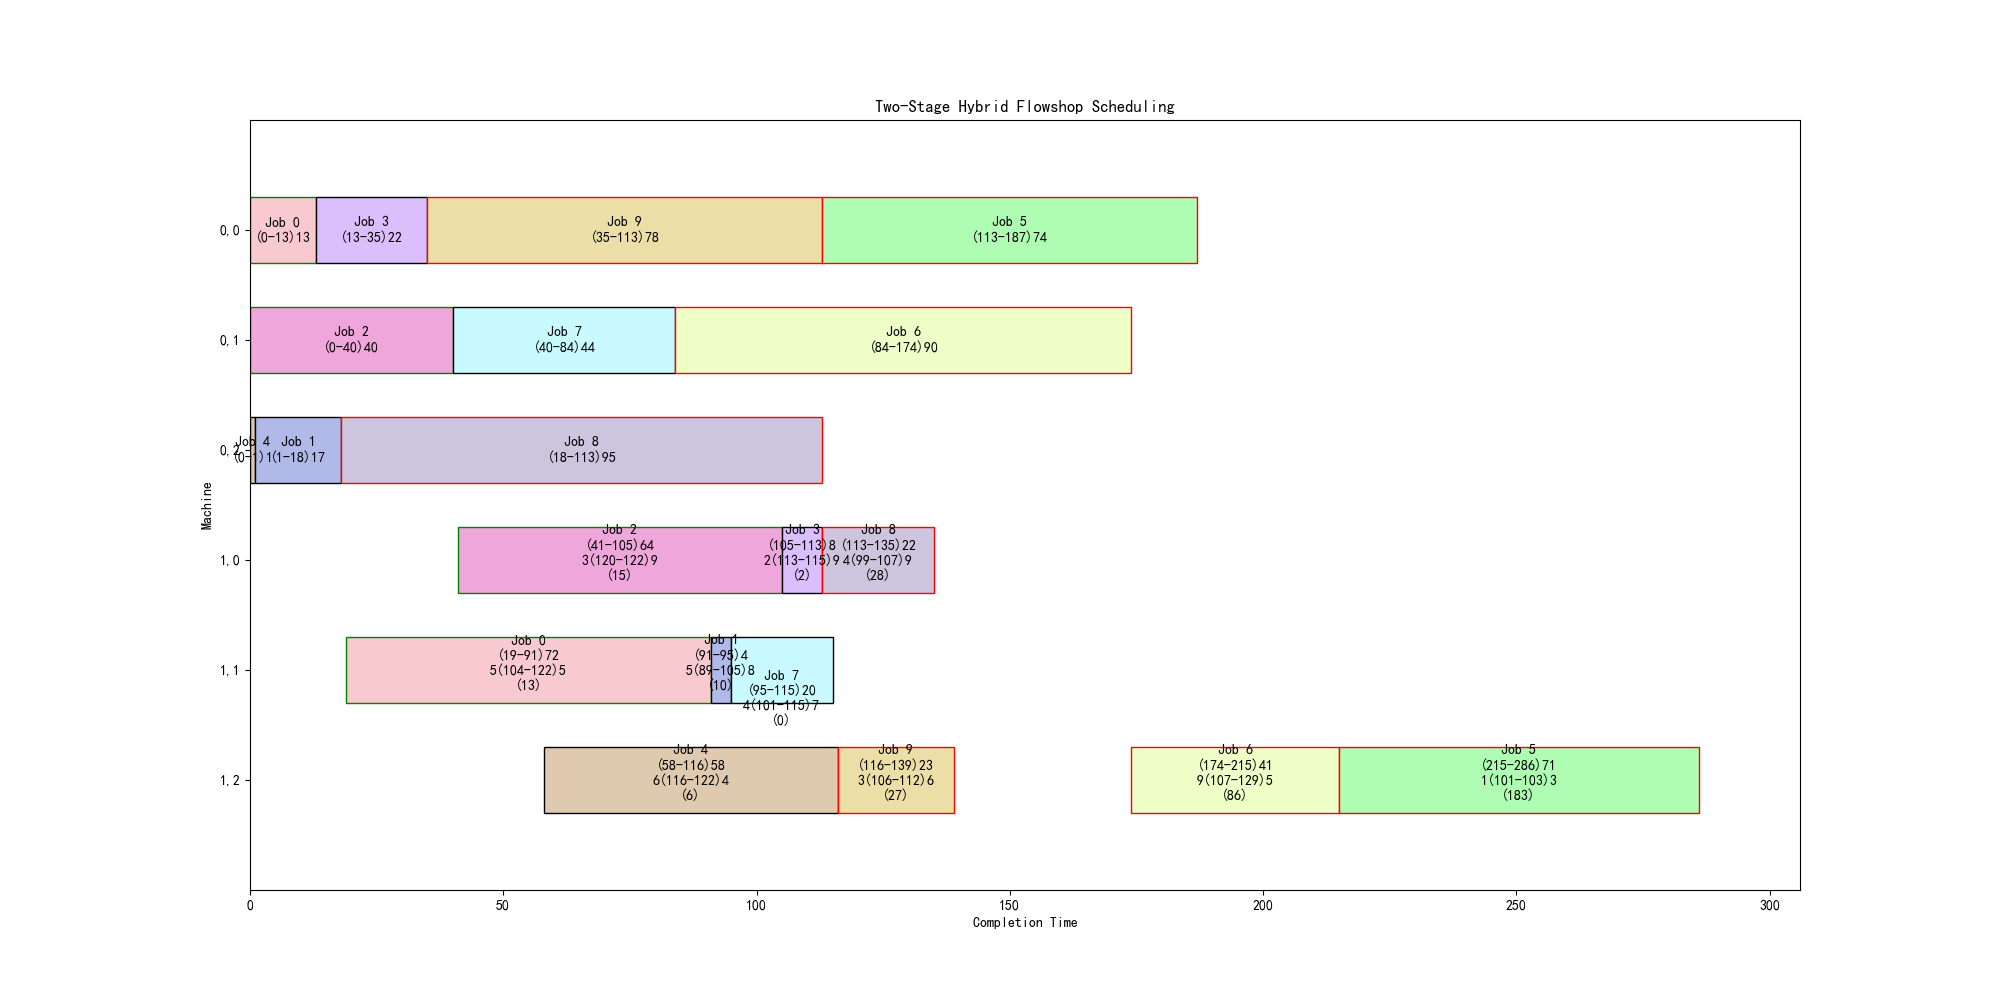 Two-Stage Hybrid Flowshop Scheduling
Machine
0,0
Job 0
(0-13)13
Job 3
(13-35)22
Job 9
(35-113)78
Job 5
(113-187)74
0,1
Job 2
(0-40)40
Job 7
(40-84)44
Job 6
(84-174)90
0,2
Job 4
(0-1)1
Job 1
(1-18)17
Job 8
(18-113)95
1,0
Job 2
(41-105)64
3(120-122)9
(15)
Job 3
(105-113)8
2(113-115)9
(2)
Job 8
(113-135)22
4(99-107)9
(28)
1,1
Job 0
(19-91)72
5(104-122)5
(13)
Job 1
(91-95)4
5(89-105)8
(10)
Job 7
(95-115)20
4(101-115)7
(0)
1,2
Job 4
(58-116)58
6(116-122)4
(6)
Job 9
(116-139)23
3(106-112)6
(27)
Job 6
(174-215)41
9(107-129)5
(86)
Job 5
(215-286)71
1(101-103)3
(183)
0 50 100 150 200 250 300
Completion Time